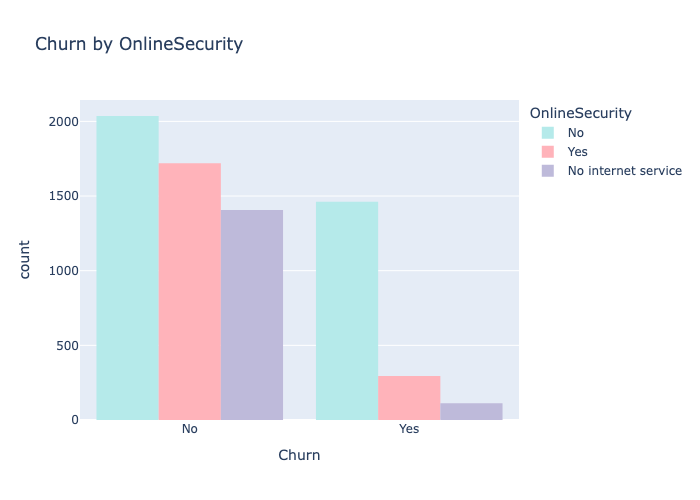 Churn by OnlineSecurity
OnlineSecurity
No
Yes
No internet service
2000
1500
1000
500
0
count
No
Yes
Churn